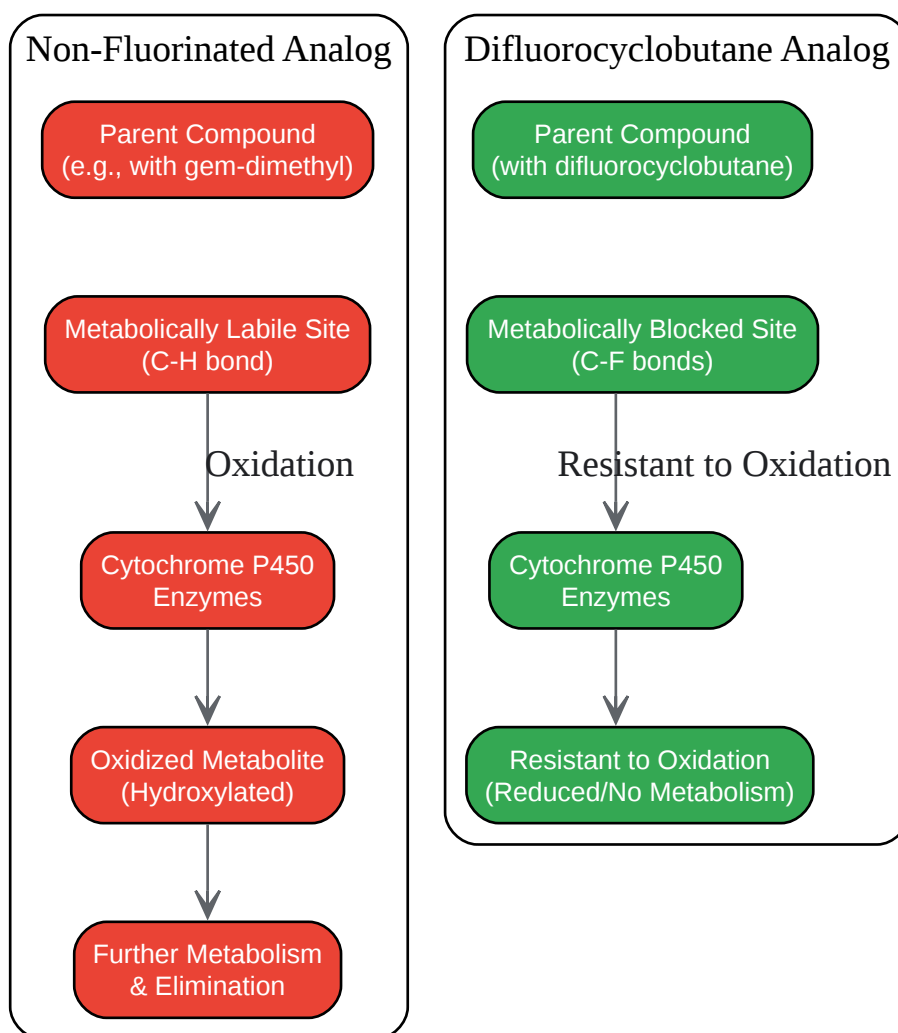 Non-Fluorinated Analog
Parent Compound
(e.g., with gem-dimethyl)
Metabolically Labile Site
(C-H bond)
Oxidation
Cytochrome P450
Enzymes
Oxidized Metabolite
(Hydroxylated)
Further Metabolism
& Elimination
Difluorocyclobutane Analog
Parent Compound
(with difluorocyclobutane)
Metabolically Blocked Site
(C-F bonds)
Resistant to Oxidation
Cytochrome P450
Enzymes
Resistant to Oxidation
(Reduced/No Metabolism)